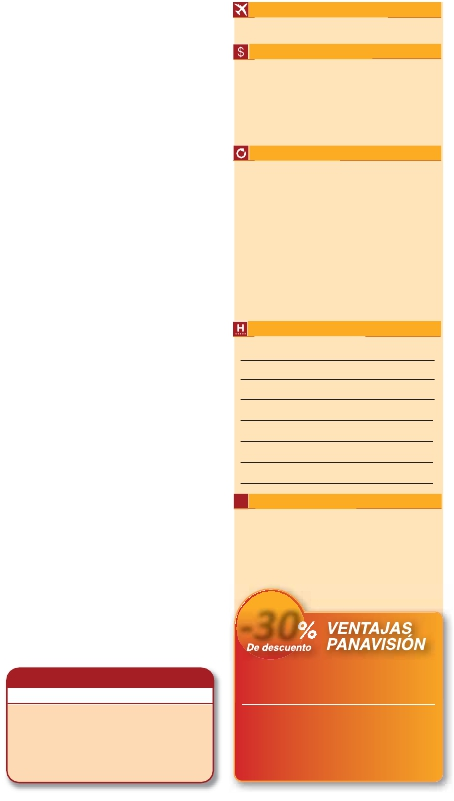 $
H
-30%
De descuento
VENTAJAS
PANAVISIÓN